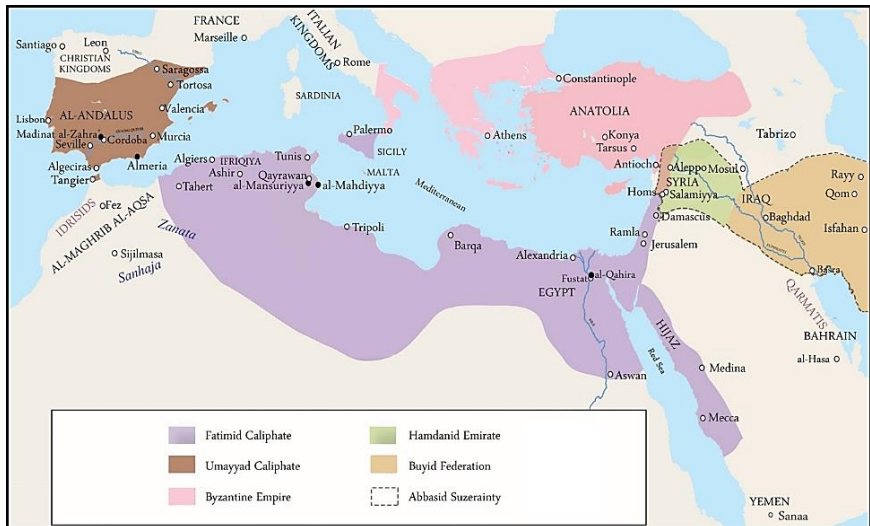 FRANCE
Marseille
ITALIAN
KINGDOMS
Rome
SARDINIA
Santiago
Leon
CHRISTIAN
KINGDOMS
Saragossa
Tortosa
AL-ANDALUS
Valencia
Lisbon
Madinat al-Zahra
Cordoba
Seville
Murcia
Algeciras
Almeria
Tangier
IDRISIDS
Fez
AL-MAGHRIB AL-AQSA
Zanata
Sijilmasa
Sanhaja
Algiers
IFRIQIYA
Ashir
Tahert
Tunis
Qayrawan
al-Mansuriyya
al-Mahdiyya
Palermo
SICILY
MALTA
Mediterranean
Tripoli
Barqa
Constantinople
ANATOLIA
Athens
Konya
Tarsus
Antioch
Tabrizo
Aleppo
Mosul
SYRIA
Homs
Salamiyya
Damascus
IRAQ
Baghdad
Rayy
Qom
Isfahan
Basra
Ramla
Jerusalem
Alexandria
Fustat
al-Qahira
EGYPT
Aswan
HIJAZ
Red Sea
Medina
Mecca
QARMATIS
BAHRAIN
al-Hasa
YEMEN
Sanaa
Fatimid Caliphate
Umayyad Caliphate
Byzantine Empire
Hamdanid Emirate
Buyid Federation
Abbasid Suzerainty